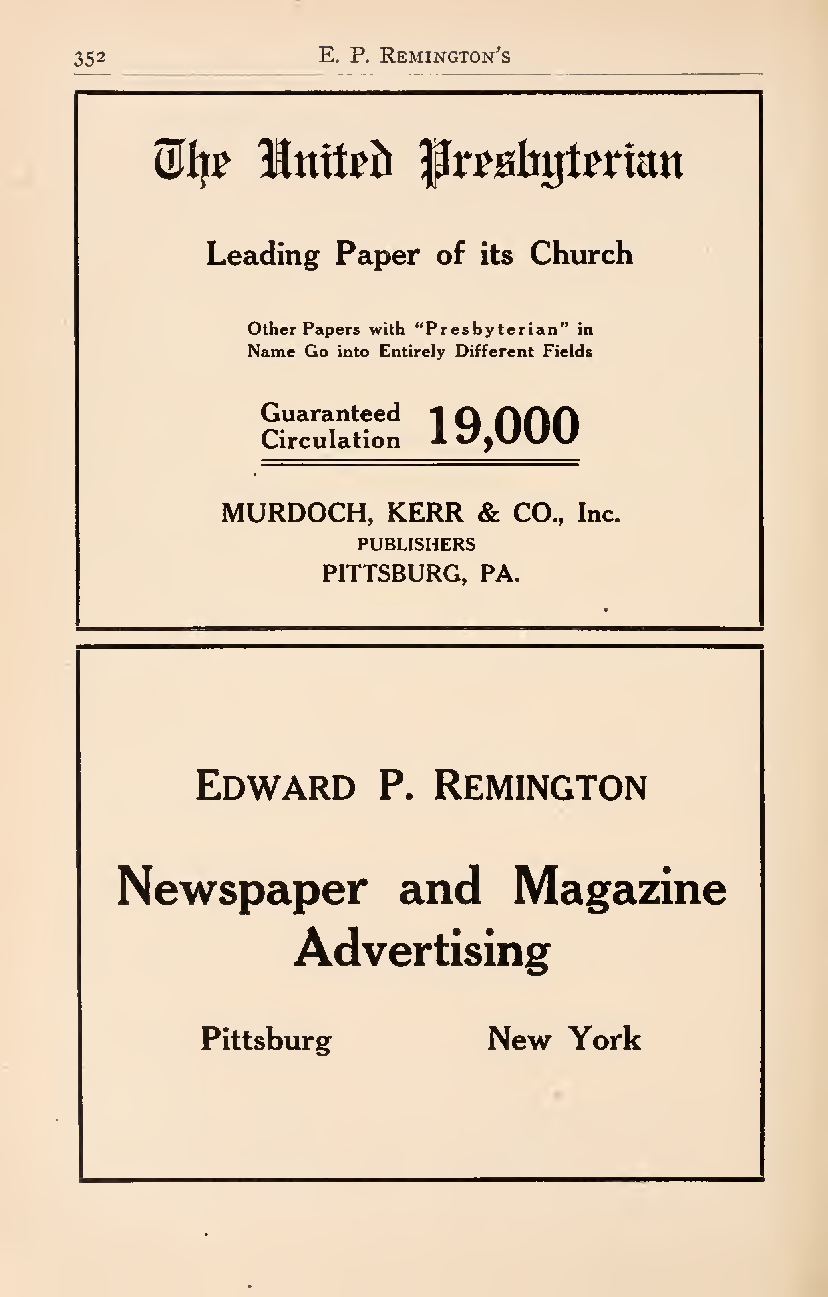 352
E. P. Remington's
The United Presbyterian
Leading Paper of its Church
Other Papers with "Presbyterian" in
Name Go into Entirely Different Fields
Guaranteed
Circulation
19,000
MURDOCH, KERR & CO., Inc.
PUBLISHERS
PITTSBURG, PA.
Edward P. Remington
Newspaper and Magazine
Advertising
Pittsburg New York